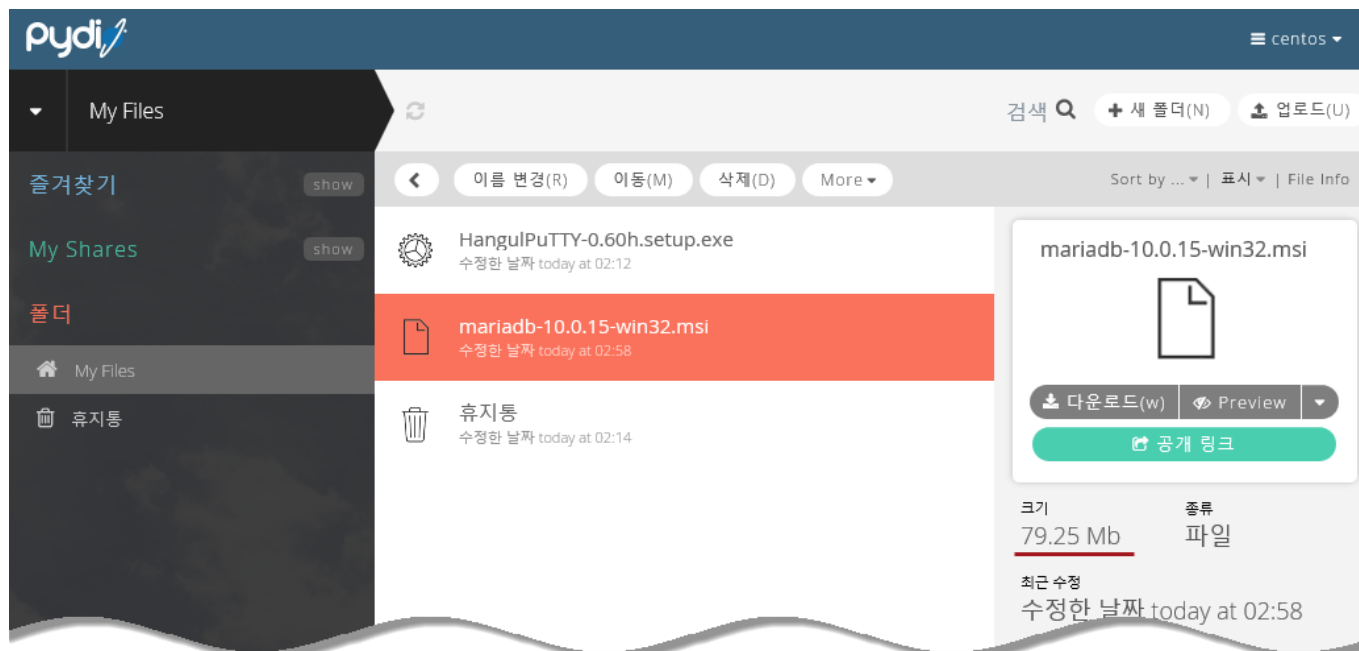 pydi
centos
My Files
검색
새 폴더(N)
업로드(U)
즐겨찾기
show
이름 변경(R)
이동(M)
삭제(D)
More
Sort by ...
|
표시
|
File Info
My Shares
show
폴더
My Files
휴지통
HangulPuTTY-0.60h.setup.exe
수정한 날짜 today at 02:12
mariadb-10.0.15-win32.msi
수정한 날짜 today at 02:58
휴지통
수정한 날짜 today at 02:14
mariadb-10.0.15-win32.msi
다운로드(w)
Preview
공개 링크
크기
종류
79.25 Mb
파일
최근 수정
수정한 날짜 today at 02:58